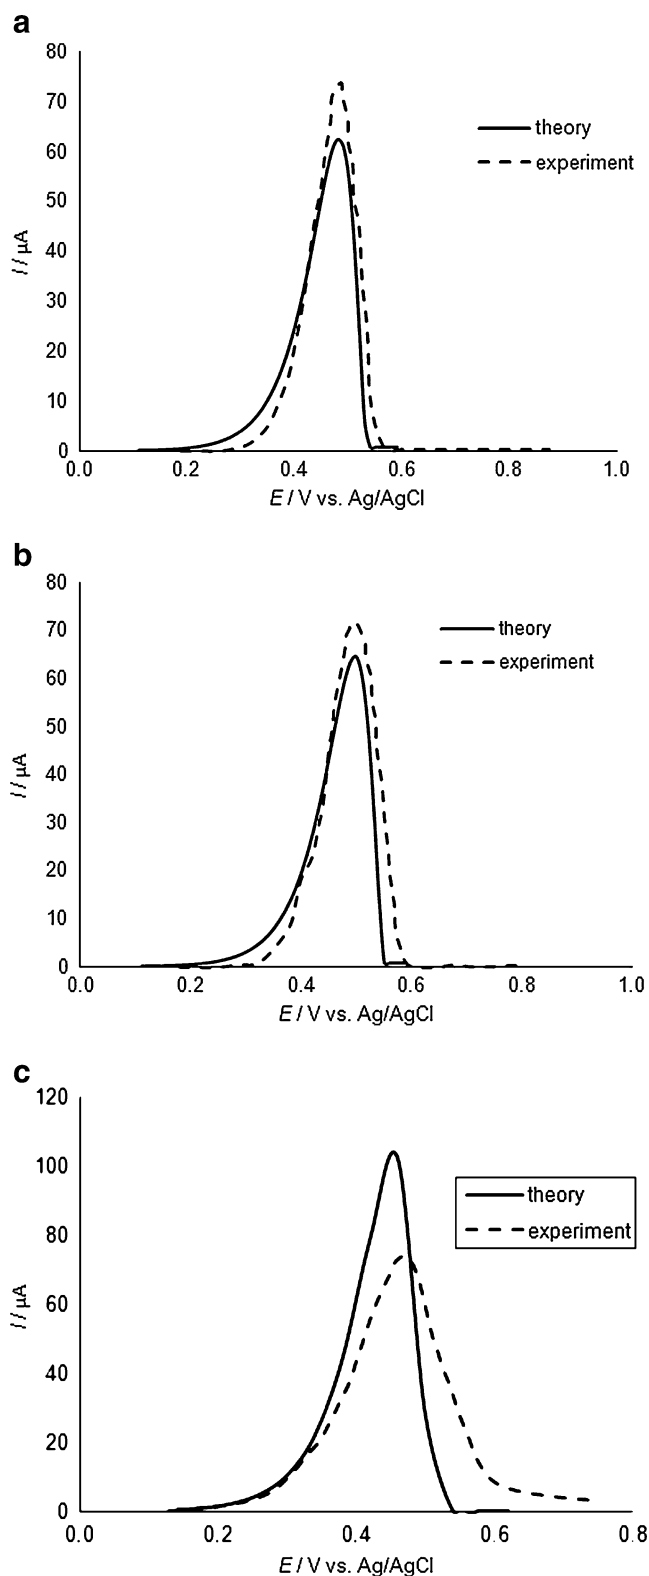 a
80
70
60
50
40
30
20
10
0
I / µA
theory
experiment
0.0 0.2 0.4 0.6 0.8 1.0
E / V vs. Ag/AgCl
b
80
70
60
50
40
30
20
10
0
I / µA
theory
experiment
0.0 0.2 0.4 0.6 0.8 1.0
E / V vs. Ag/AgCl
c
120
100
80
60
40
20
0
I / µA
theory
experiment
0.0 0.2 0.4 0.6 0.8
E / V vs. Ag/AgCl